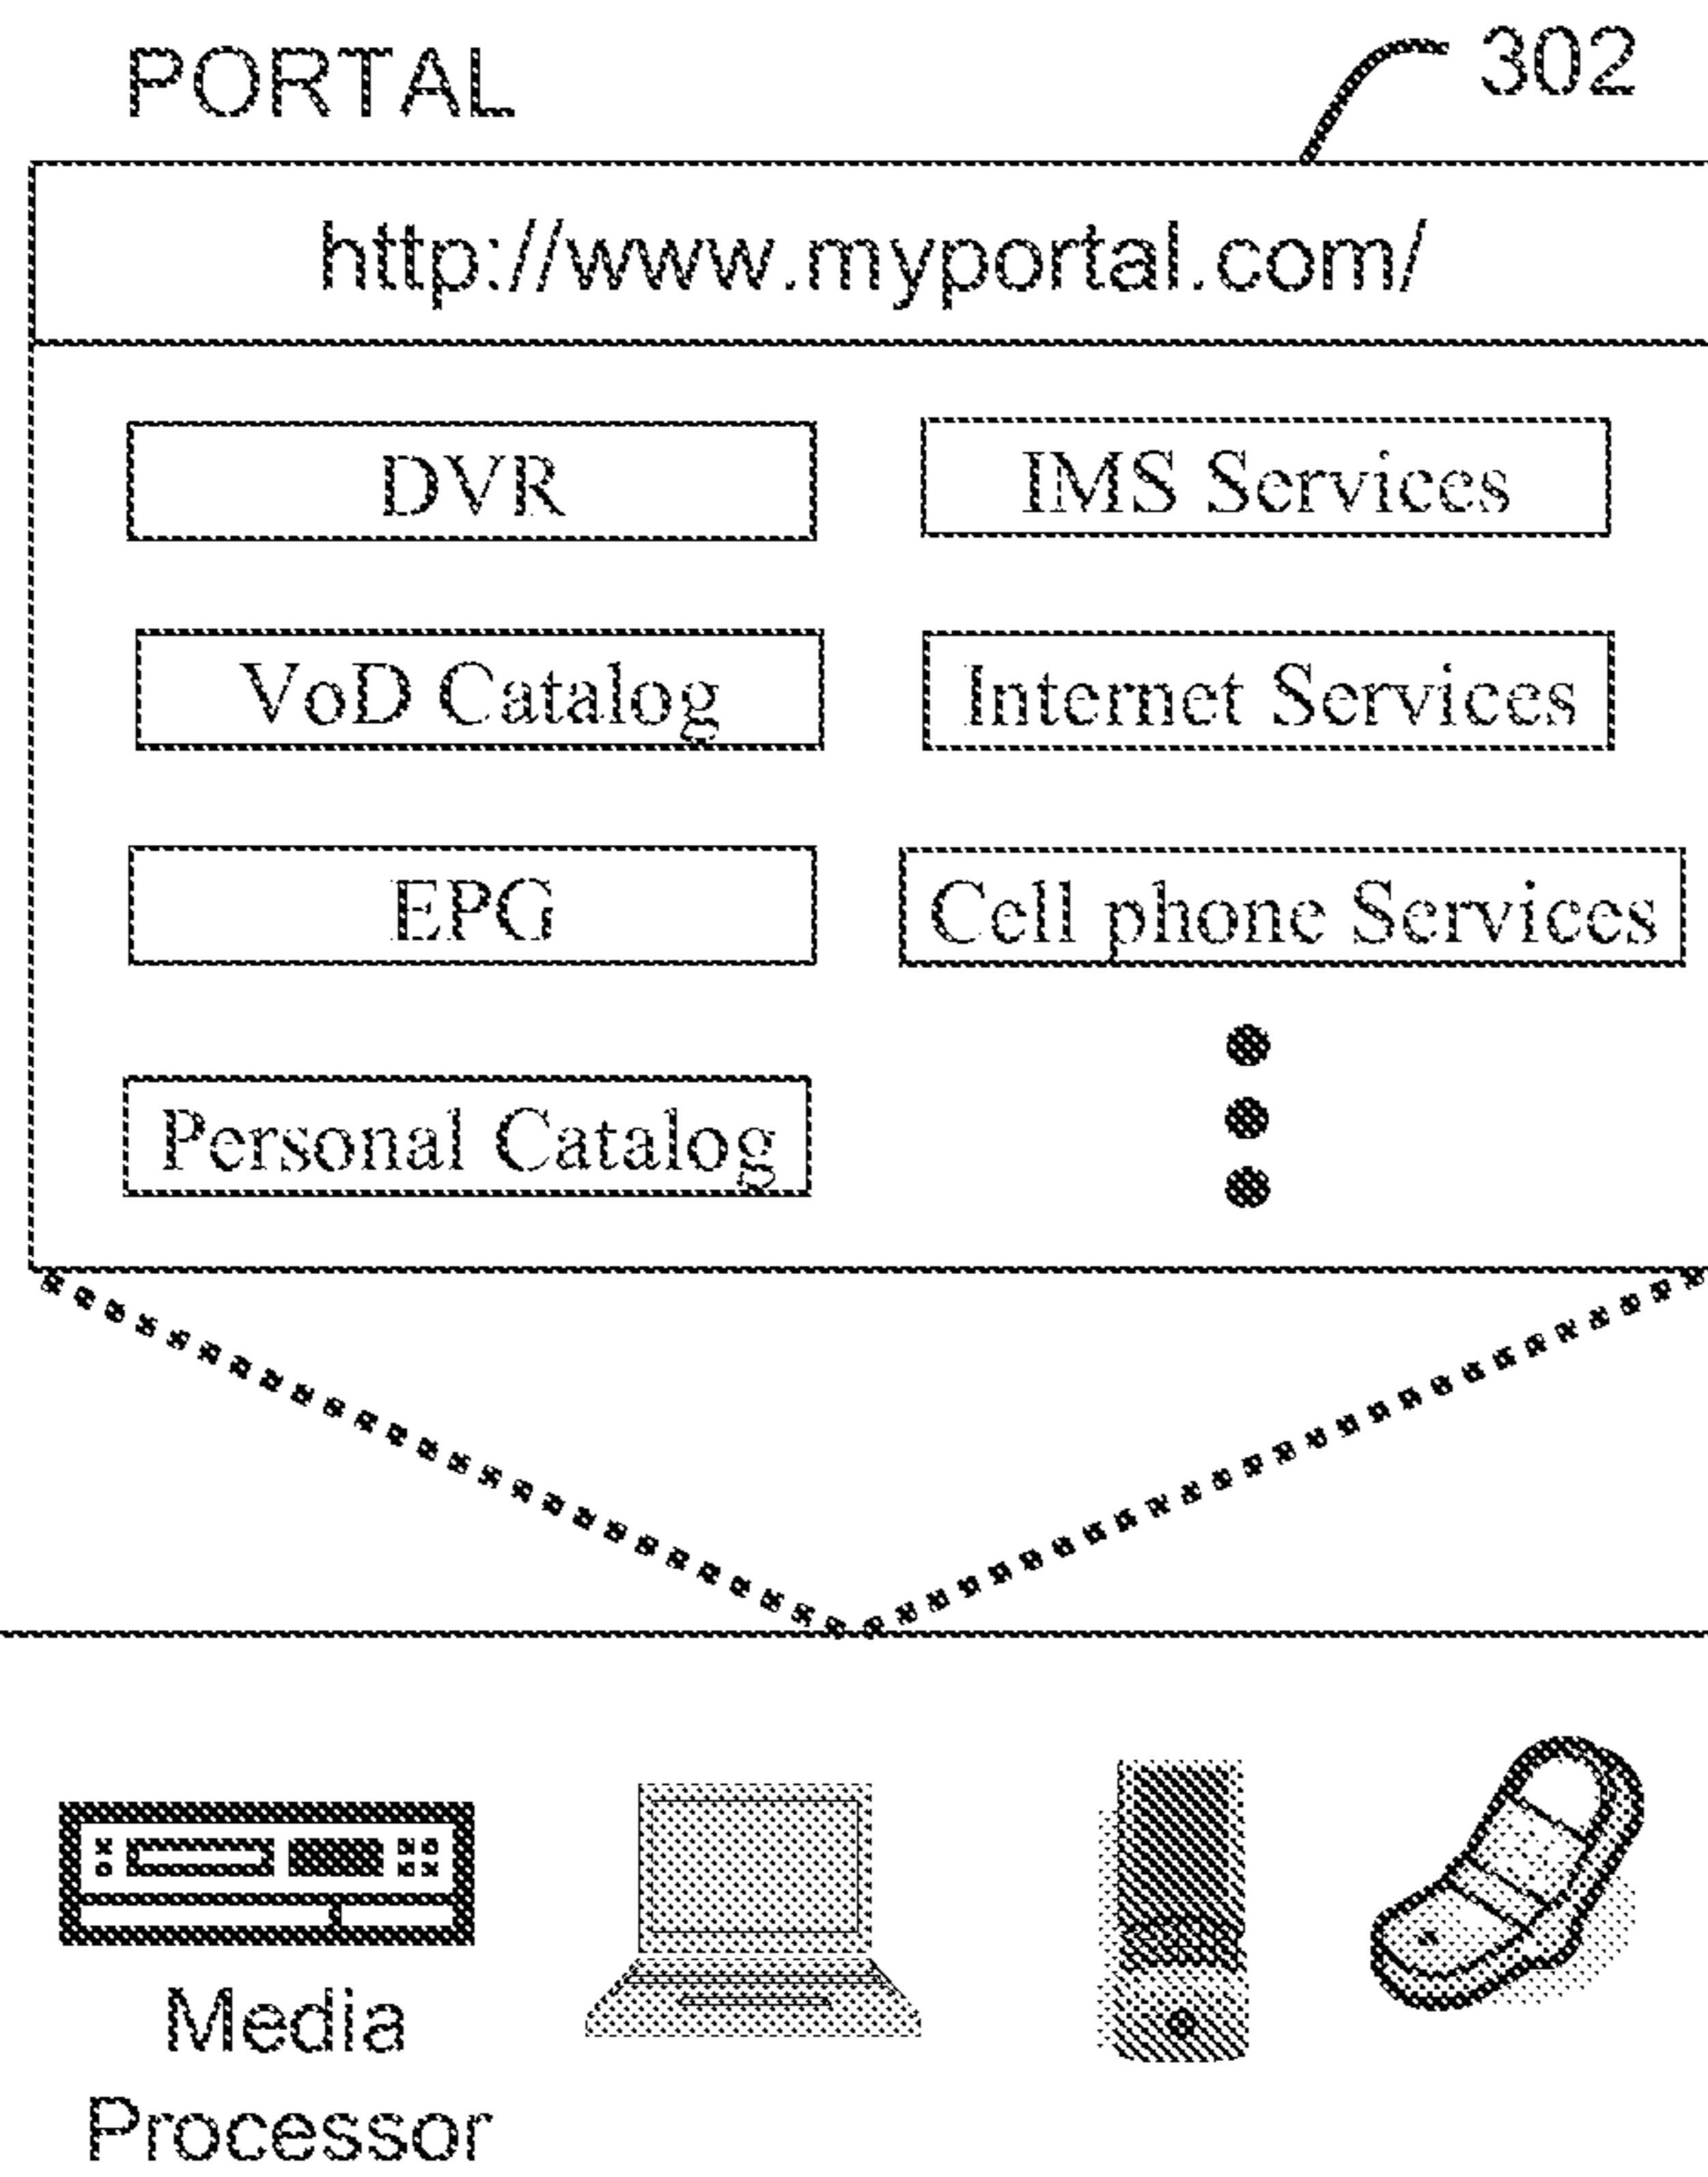 PORTAL
302
http://www.myportal.com/
DVR
IMS Services
VoD Catalog
Internet Services
EPG
Cell phone Services
Personal Catalog
Media
Processor